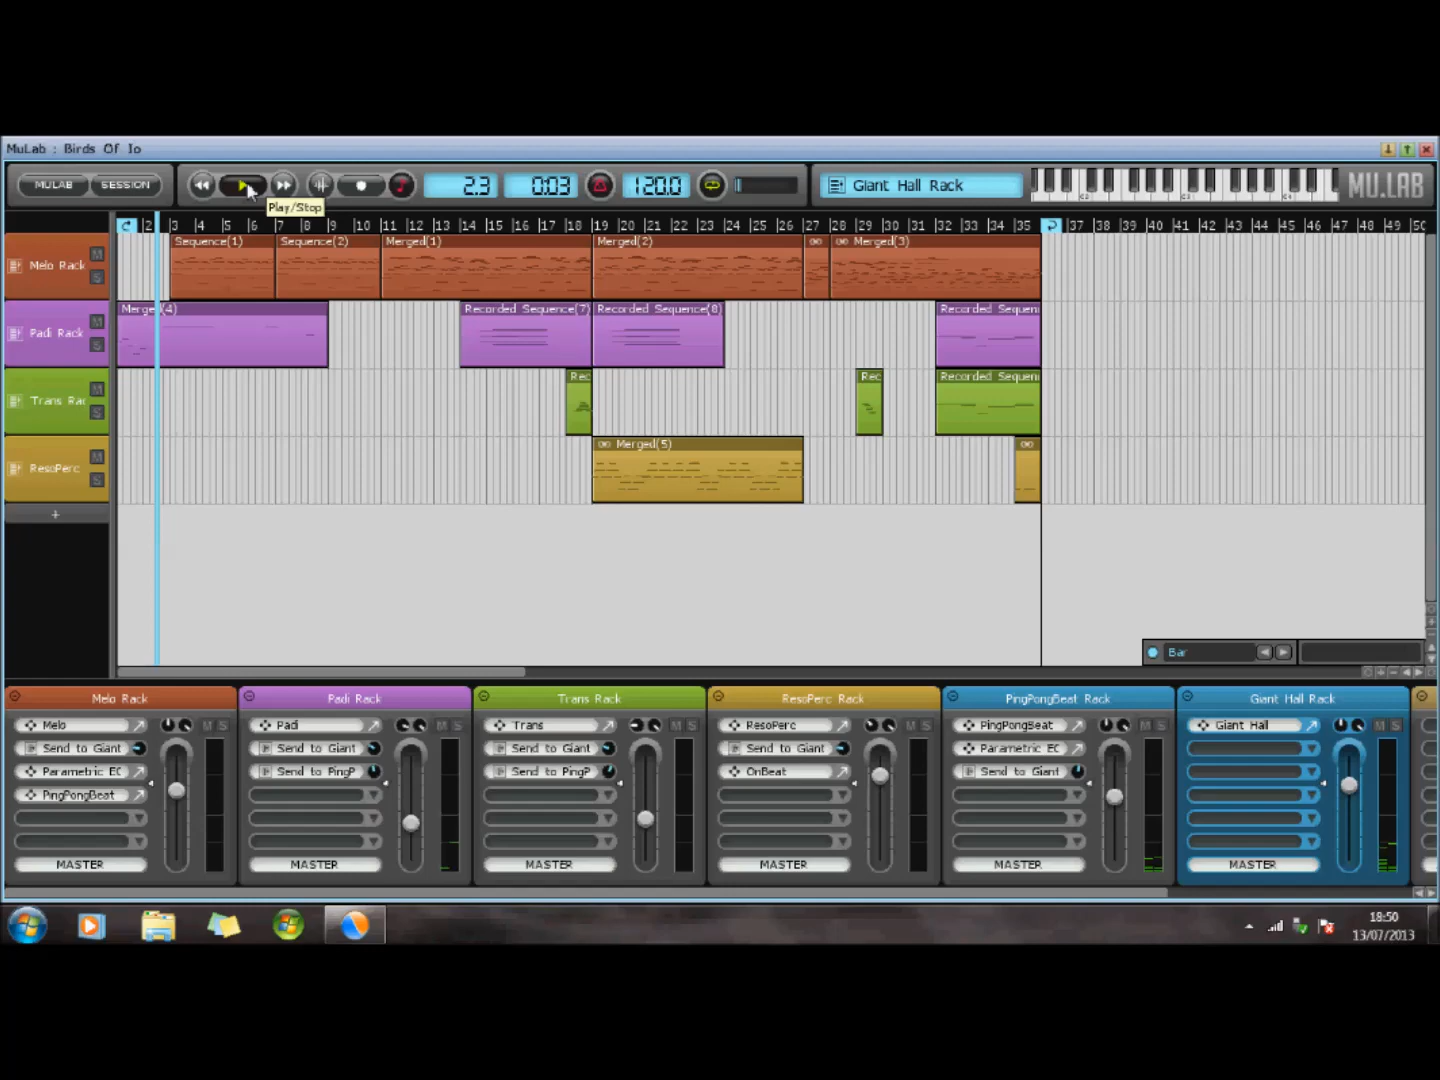 MuLab : Birds Of Io
MULAB SESSION 2.3 0:03 120.0 Giant Hall Rack MU.LAB
Play/Stop
2 3 4 5 6 7 8 9 10 11 12 13 14 15 16 17 18 19 20 21 22 23 24 25 26 27 28 29 30 31 32 33 34 35 37 38 39 40 41 42 43 44 45 46 47 48 49 50
Sequence(1) Sequence(2) Merged(1) Merged(2) Merged(3)
Melo Rack M S
Merged(4) Recorded Sequence(7) Recorded Sequence(8) Recorded Sequen
Padi Rack M S
Rec Rec Recorded Sequen
Trans Rac M S
Merged(5)
ResoPerc M S
+
Bar
Melo Rack Padi Rack Trans Rack ResoPerc Rack PingPongBeat Rack Giant Hall Rack
Melo M S Padi M S Trans M S ResoPerc M S PingPongBeat M S Giant Hall M S
Send to Giant Send to Giant Send to Giant Send to Giant Parametric EC
Parametric EC Send to PingP Send to PingP OnBeat Send to Giant
PingPongBeat
MASTER MASTER MASTER MASTER MASTER MASTER
18:50
13/07/2013